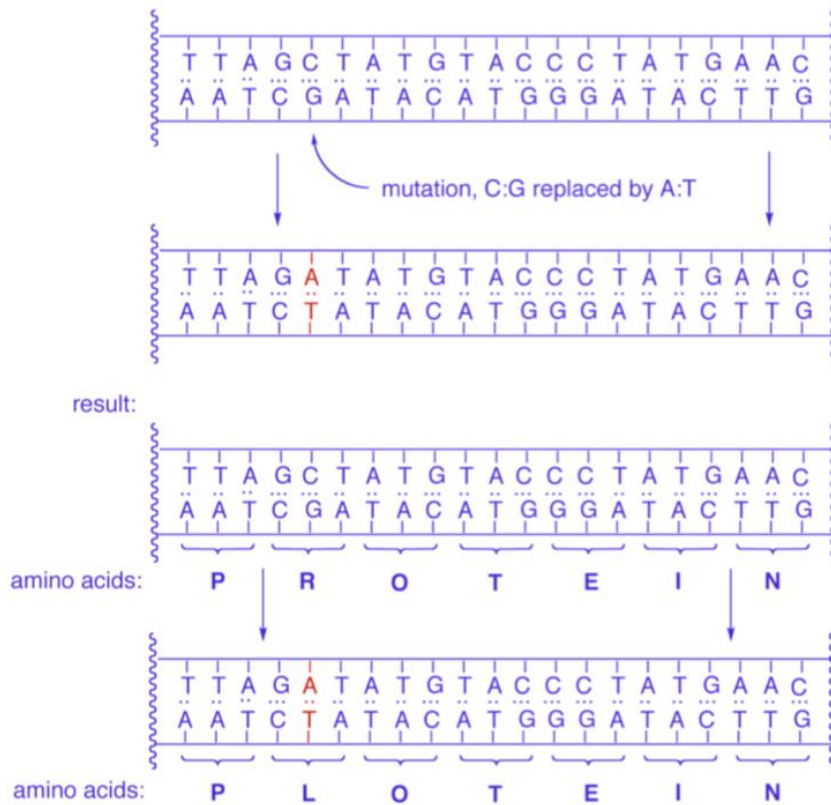 T T A G C T A T G T A C C C T A T G A A C
A A T C G A T A C A T G G G A T A C T T G
mutation, C:G replaced by A:T
T T A G A T A T G T A C C C T A T G A A C
A A T C T A T A C A T G G G A T A C T T G
result:
T T A G C T A T G T A C C C T A T G A A C
A A T C G A T A C A T G G G A T A C T T G
amino acids: P R O T E I N
T T A G A T A T G T A C C C T A T G A A C
A A T C T A T A C A T G G G A T A C T T G
amino acids: P L O T E I N